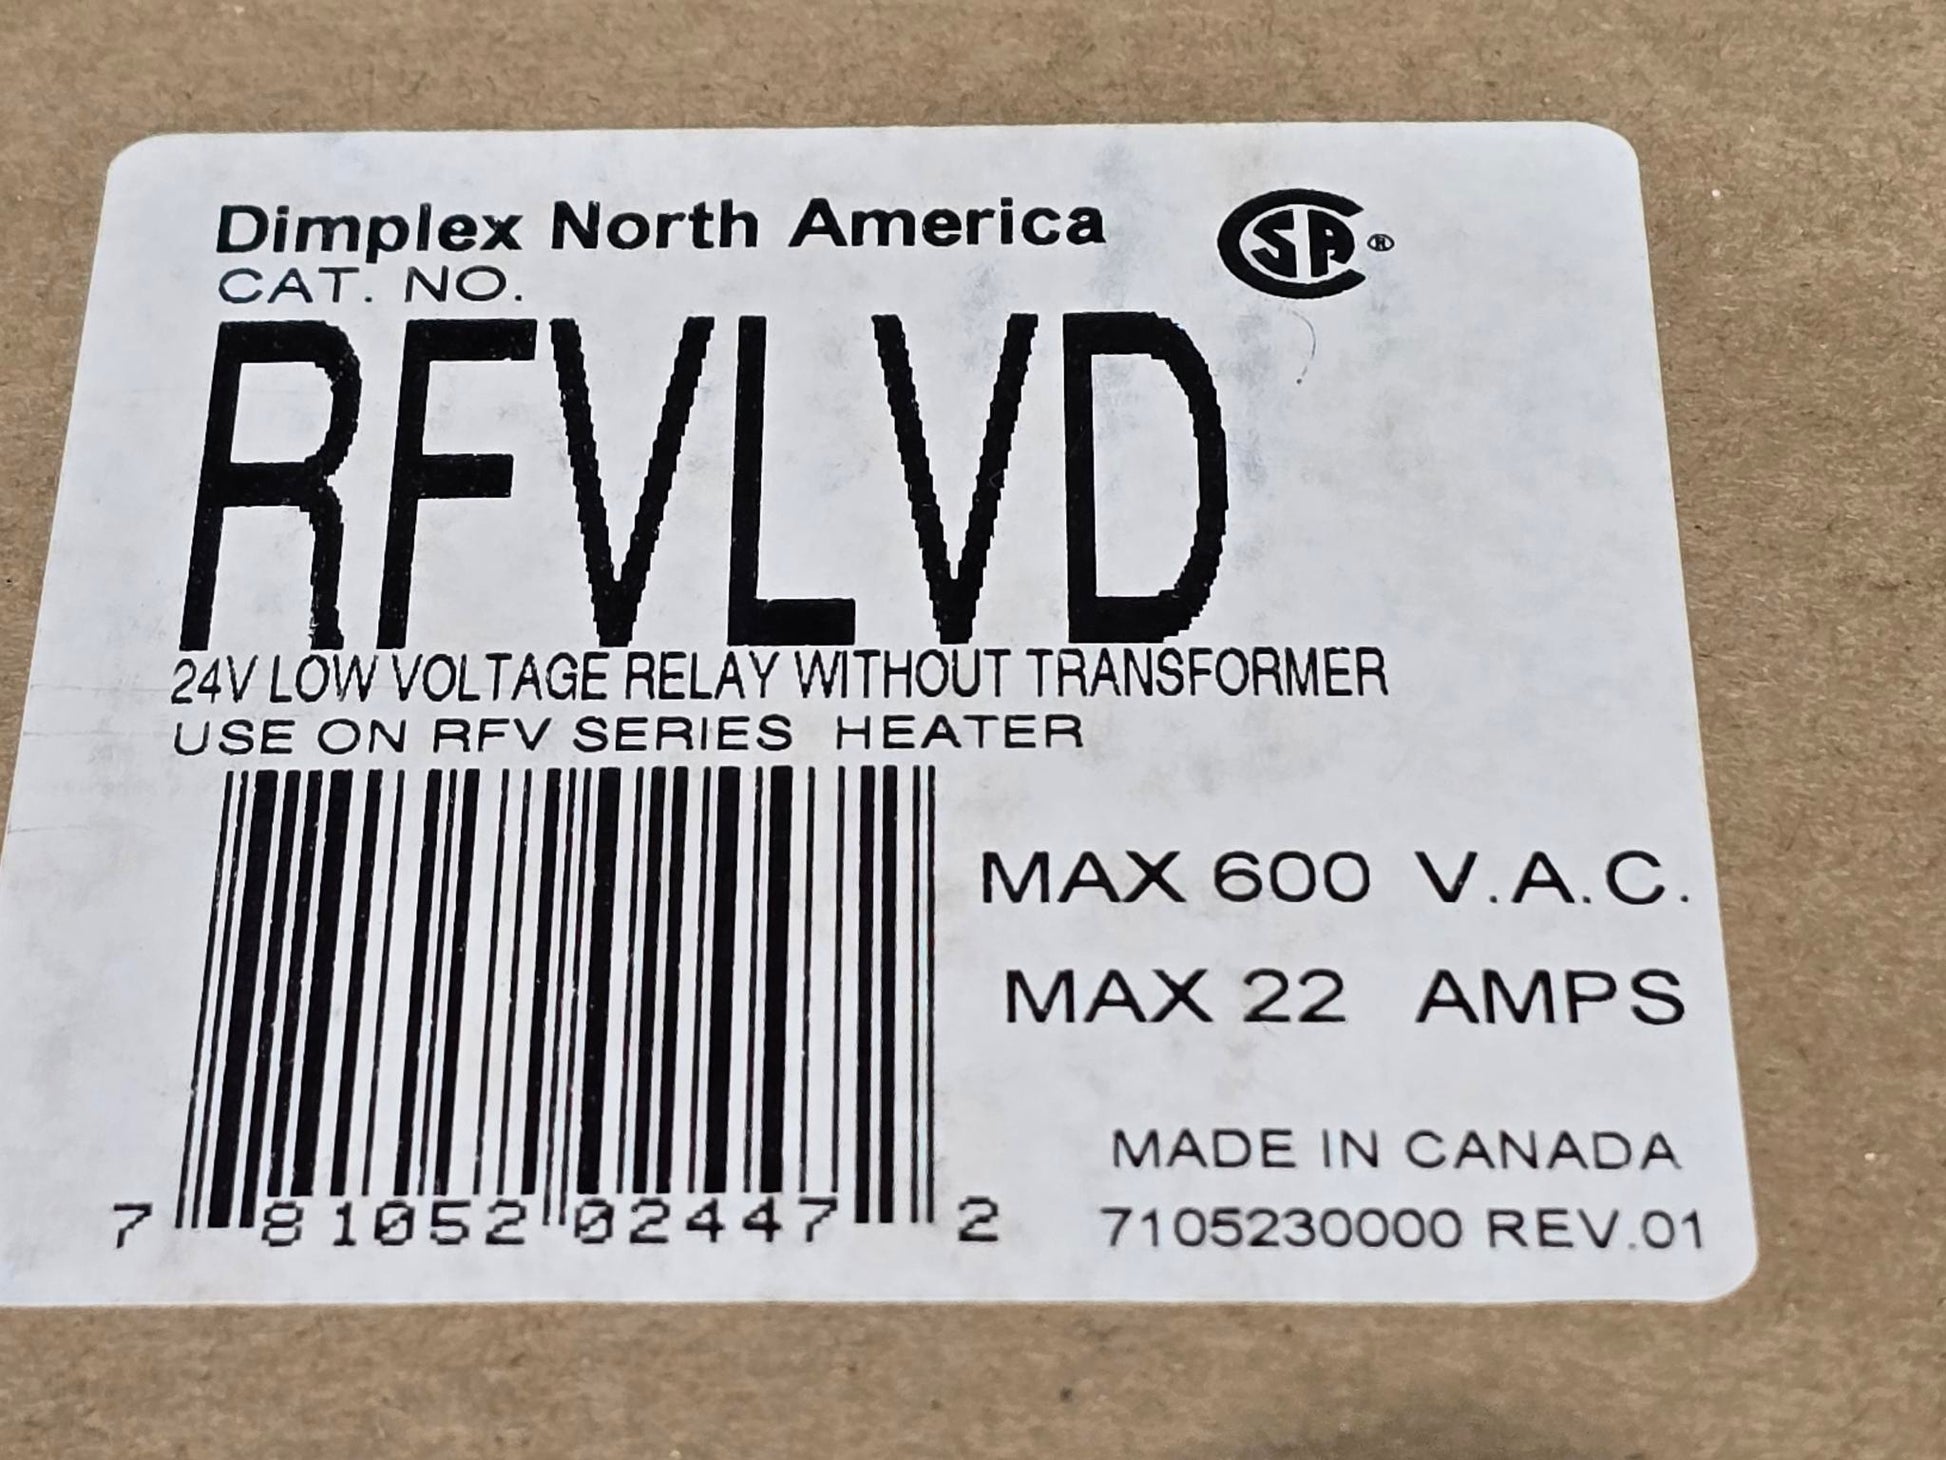 Dimplex North America
CSA®
CAT. NO.
RFVLVD
24V LOW VOLTAGE RELAY WITHOUT TRANSFORMER
USE ON RFV SERIES HEATER
MAX 600 V.A.C.
MAX 22 AMPS
MADE IN CANADA
7 81052 02447 2
7105230000 REV.01